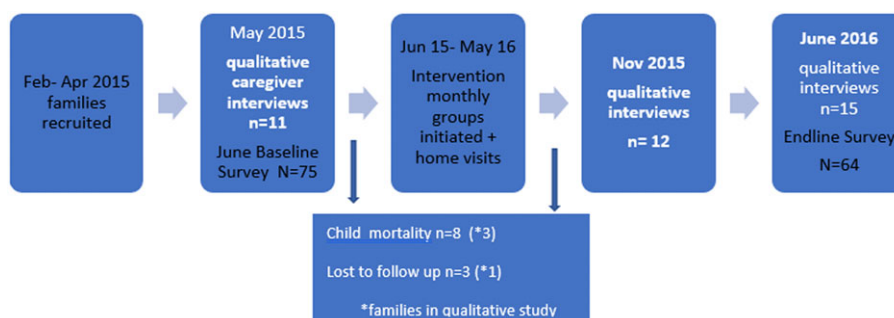 Feb- Apr 2015
families
recruited
May 2015
qualitative
caregiver
interviews
n=11
June Baseline
Survey N=75
Jun 15- May 16
Intervention
monthly
groups
initiated +
home visits
Nov 2015
qualitative
interviews
n= 12
June 2016
qualitative
interviews
n=15
Endline Survey
N=64
Child mortality n=8 (*3)
Lost to follow up n=3 (*1)
*families in qualitative study